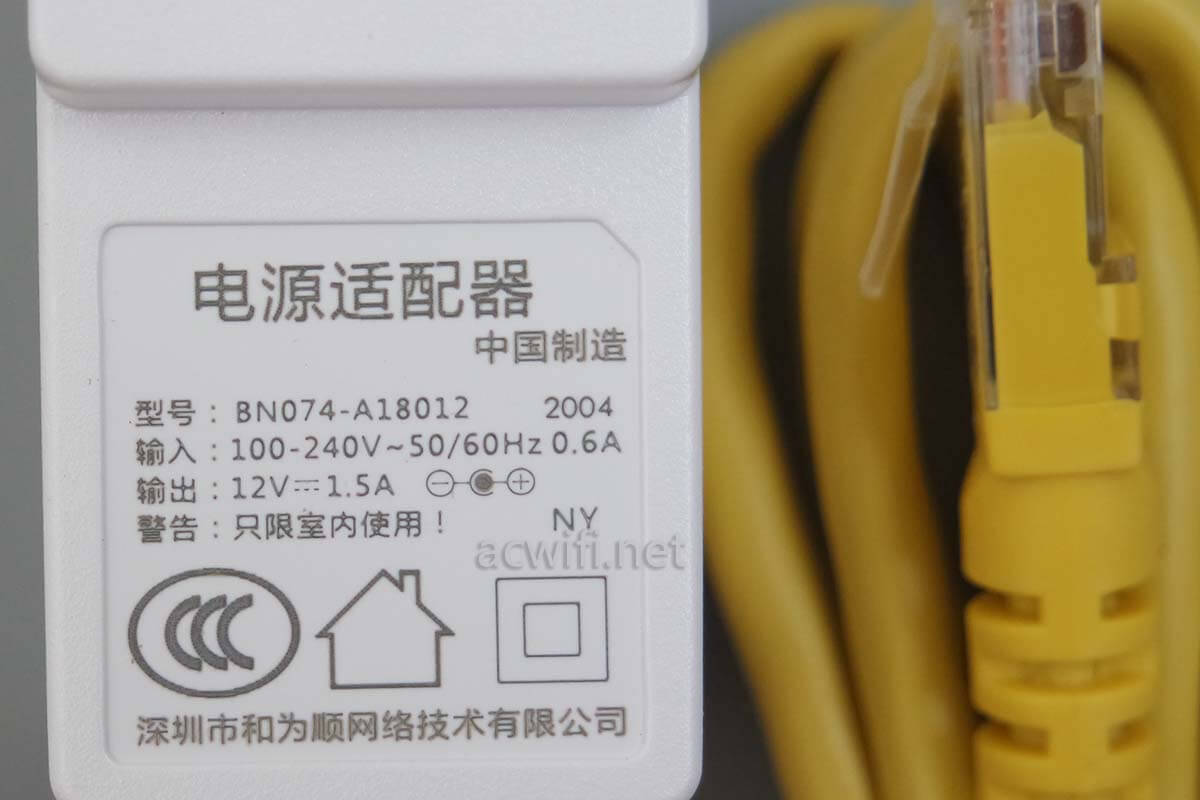 电源适配器
中国制造
型号：BN074-A18012 2004
输入：100-240V~50/60Hz 0.6A
输出：12V⎓1.5A
警告：只限室内使用！ NY
acwifi.net
CCC
深圳市和为顺网络技术有限公司